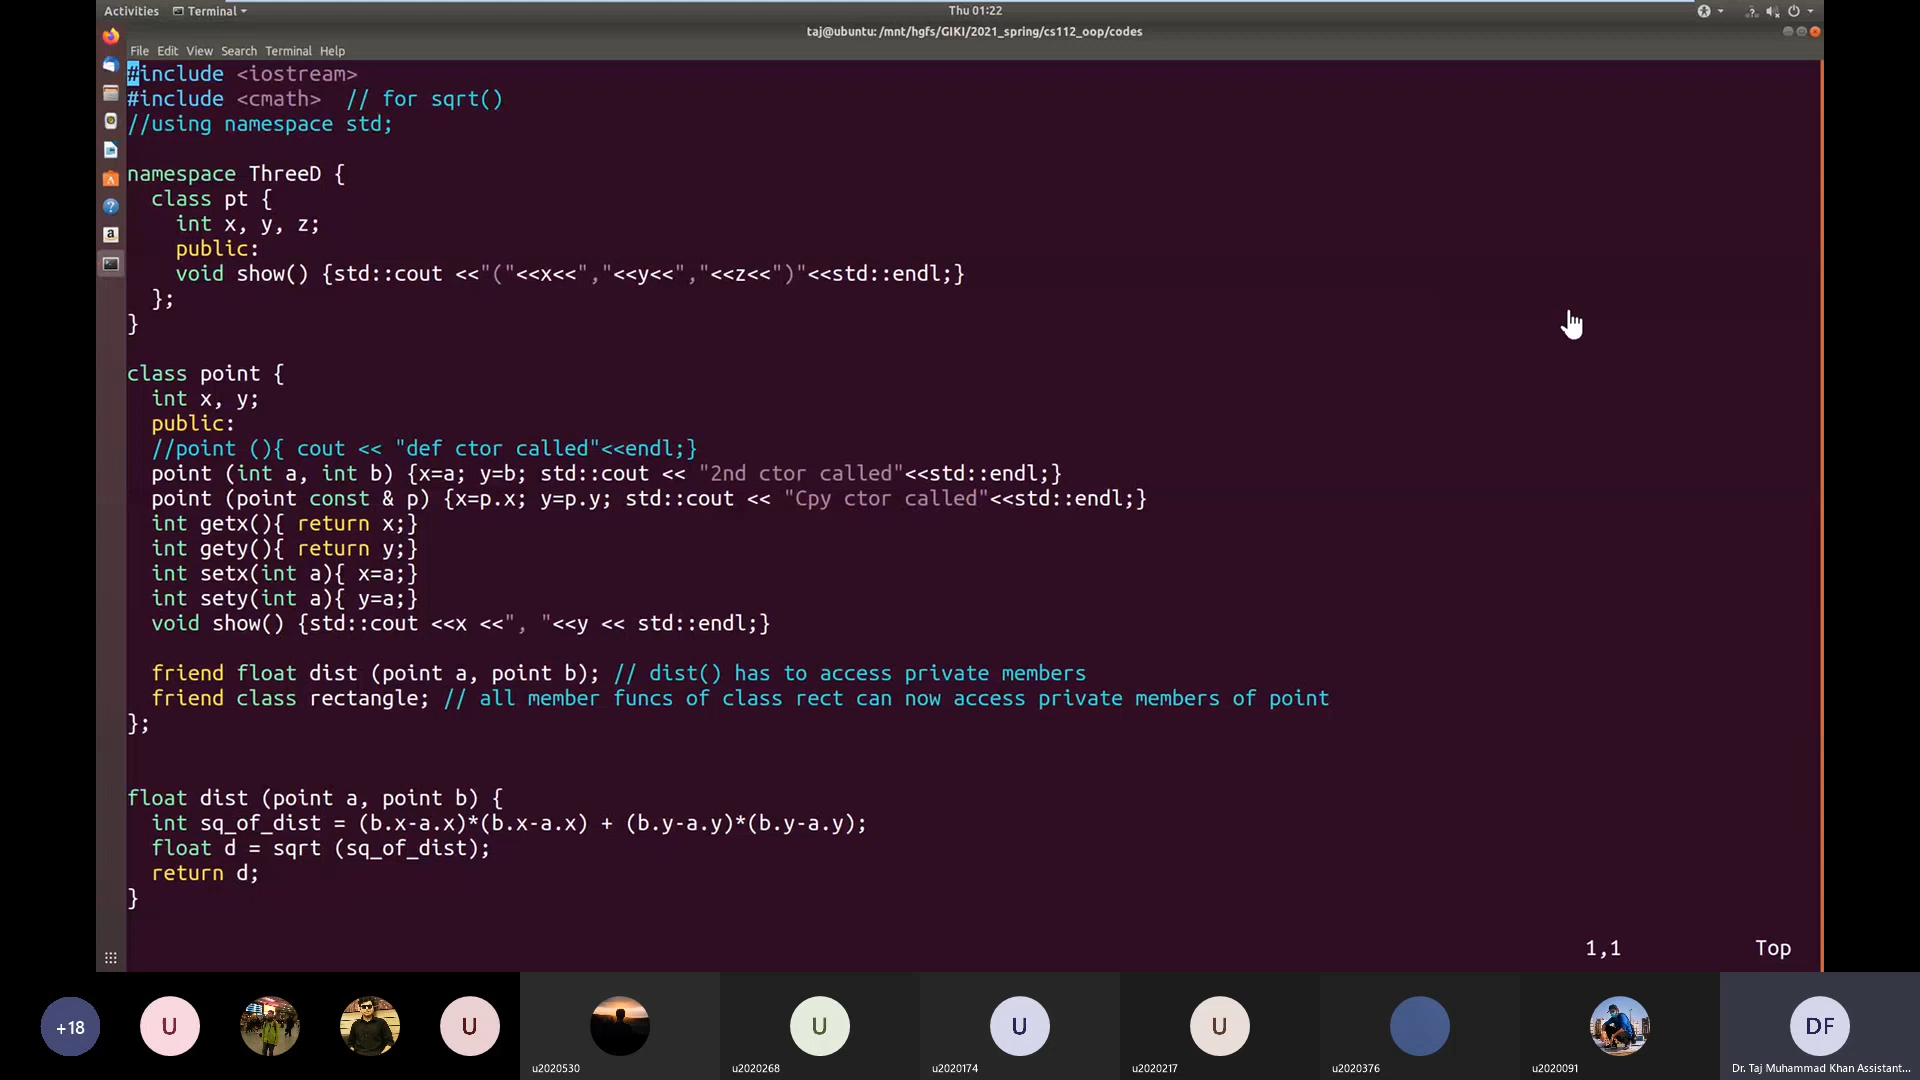 Activities Terminal Thu 01:22
taj@ubuntu: /mnt/hgfs/GIKI/2021_spring/cs112_oop/codes
File Edit View Search Terminal Help
#include <iostream>
#include <cmath>  // for sqrt()
//using namespace std;
namespace ThreeD {
  class pt {
    int x, y, z;
    public:
    void show() {std::cout <<"("<<x<<","<<y<<","<<z<<")"<<std::endl;}
  };
}
class point {
  int x, y;
  public:
  //point (){ cout << "def ctor called"<<endl;}
  point (int a, int b) {x=a; y=b; std::cout << "2nd ctor called"<<std::endl;}
  point (point const & p) {x=p.x; y=p.y; std::cout << "Cpy ctor called"<<std::endl;}
  int getx(){ return x;}
  int gety(){ return y;}
  int setx(int a){ x=a;}
  int sety(int a){ y=a;}
  void show() {std::cout <<x <<", "<<y << std::endl;}
  friend float dist (point a, point b); // dist() has to access private members
  friend class rectangle; // all member funcs of class rect can now access private members of point
};
float dist (point a, point b) {
  int sq_of_dist = (b.x-a.x)*(b.x-a.x) + (b.y-a.y)*(b.y-a.y);
  float d = sqrt (sq_of_dist);
  return d;
}
1,1 Top
+18 U U U U U DF
u2020530 u2020268 u2020174 u2020217 u2020376 u2020091 Dr. Taj Muhammad Khan Assistant...